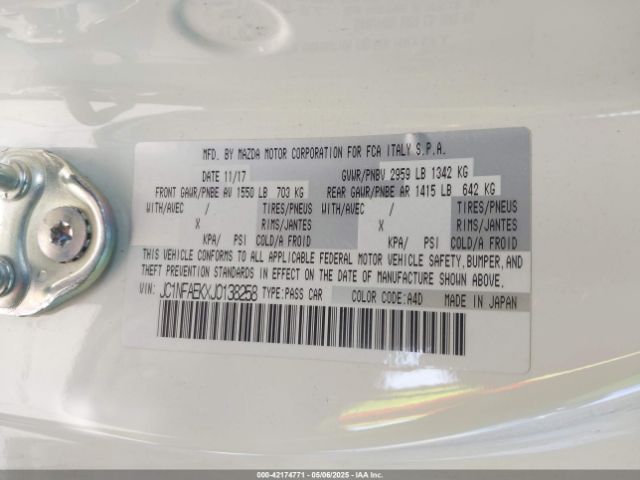 MFD. BY MAZDA MOTOR CORPORATION FOR FCA ITALY S.P.A.
DATE 11/17 GVWR/PNBV 2959 LB 1342 KG
FRONT GAWR/PNBE AV 1550 LB 703 KG REAR GAWR/PNBE AR 1415 LB 642 KG
WITH/AVEC / TIRES/PNEUS WITH/AVEC / TIRES/PNEUS
X RIMS/JANTES X RIMS/JANTES
KPA/ PSI COLD/A FROID KPA/ PSI COLD/A FROID
THIS VEHICLE CONFORMS TO ALL APPLICABLE FEDERAL MOTOR VEHICLE SAFETY, BUMPER, AND
THEFT PREVENTION STANDARDS IN EFFECT ON THE DATE OF MANUFACTURE SHOWN ABOVE.
VIN: JC1NFAEKXJ0138258 TYPE:PASS CAR COLOR CODE:A4D MADE IN JAPAN
000-42174771 - 05/06/2025 - IAA Inc.